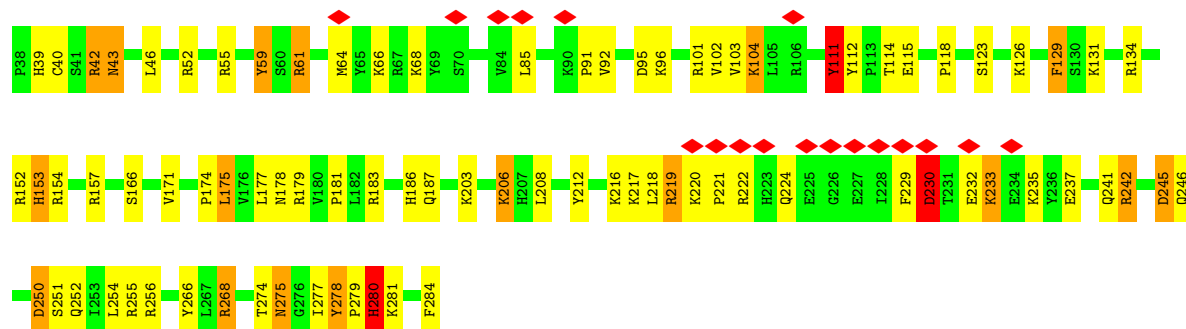 P38 H39 C40 S41 R42 N43 L46 R52 R55 Y59 S60 R61 M64 Y65 K66 R67 K68 Y69 S70 V84 L85 K90 P91 V92 D95 K96 R101 V102 V103 K104 L105 R106 Y111 Y112 P113 T114 E115 P118 S123 K126 F129 S130 K131 R134
R152 H153 R154 R157 S166 V171 P174 L175 V176 L177 N178 R179 V180 P181 L182 R183 H186 Q187 K203 K206 H207 L208 Y212 K216 K217 L218 R219 K220 P221 R222 H223 Q224 E225 G226 E227 I228 F229 D230 T231 E232 K233 E234 K235 Y236 E237 Q241 R242 D245 Q246
D250 S251 Q252 I253 L254 R255 R256 Y266 L267 R268 T274 N275 G276 I277 Y278 P279 H280 K281 F284